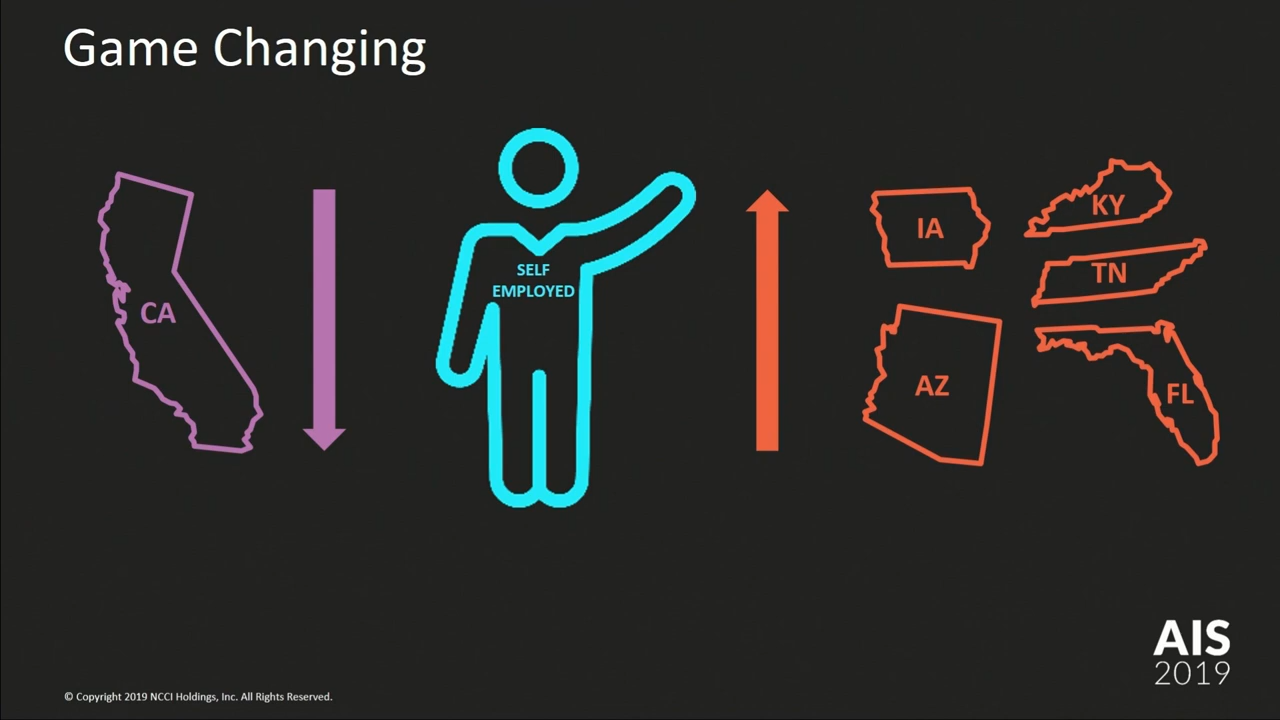 Game Changing
CA
SELF
EMPLOYED
IA
KY
TN
AZ
FL
AIS
2019
© Copyright 2019 NCCI Holdings, Inc. All Rights Reserved.